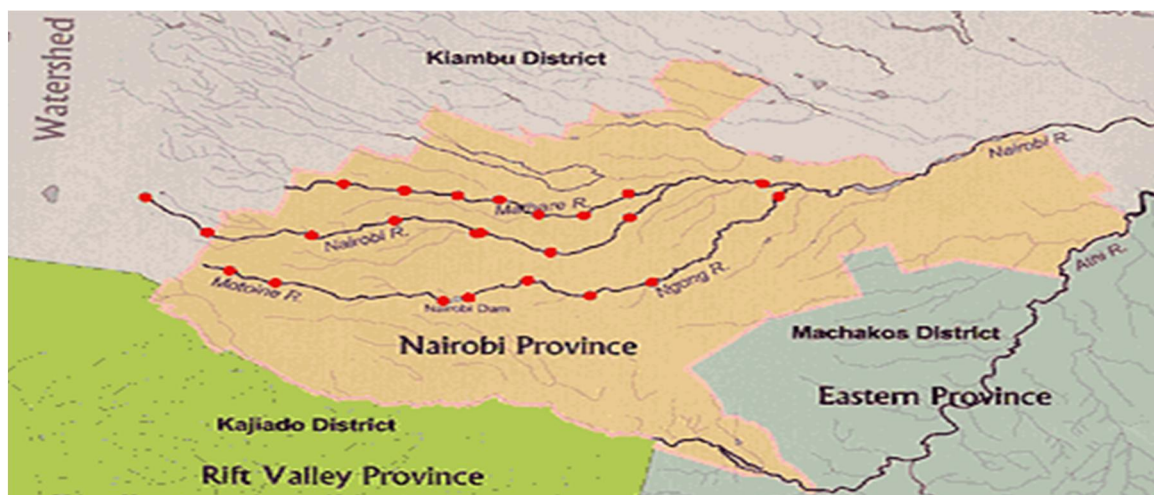 Watershed
Kiambu District
Nairobi R.
Mathare R.
Nairobi R.
Athi R.
Motoine R.
Ngong R.
Nairobi Dam
Machakos District
Nairobi Province
Eastern Province
Kajiado District
Rift Valley Province